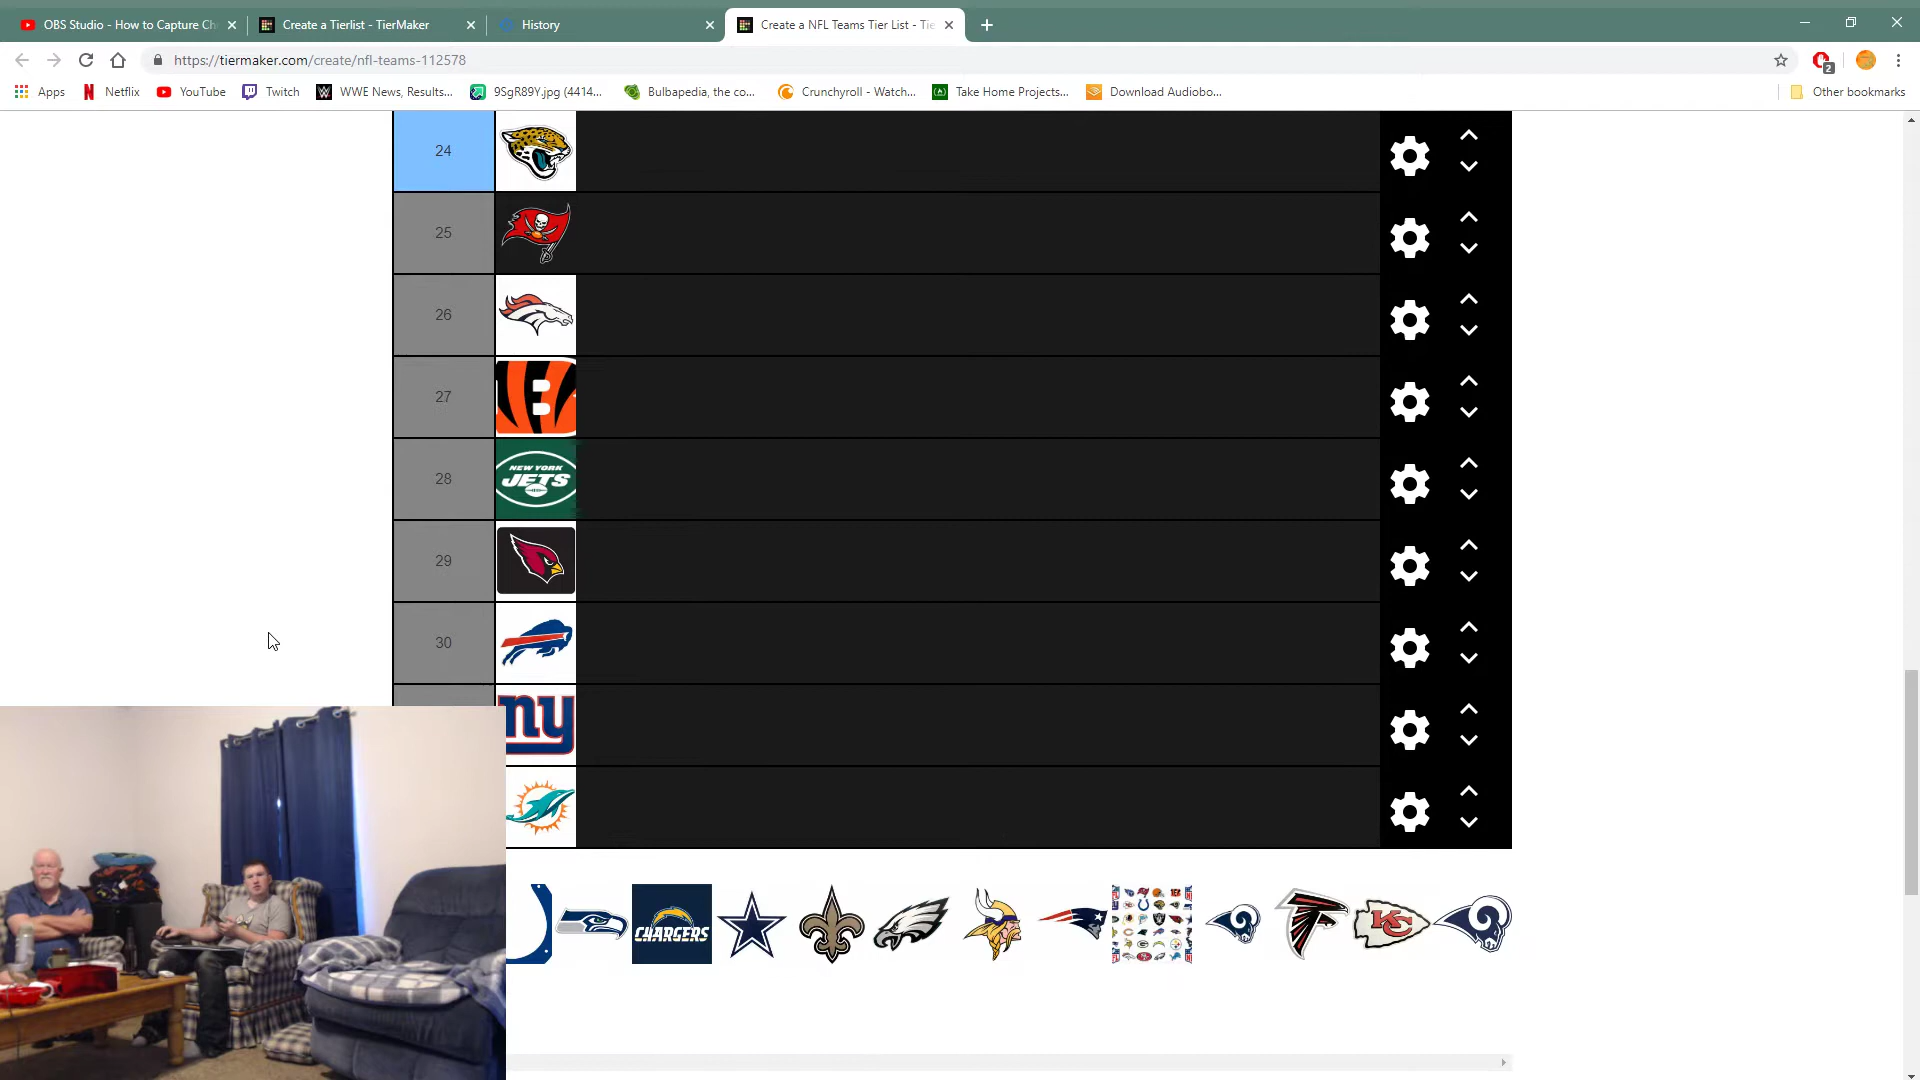 OBS Studio - How to Capture Ch
Create a Tierlist - TierMaker
History
Create a NFL Teams Tier List - Tie
https://tiermaker.com/create/nfl-teams-112578
2
Apps
Netflix
YouTube
Twitch
WWE News, Results...
9SgR89Y.jpg (4414...
Bulbapedia, the co...
Crunchyroll - Watch...
Take Home Projects...
Download Audiobo...
Other bookmarks
24
25
26
27
B
28
NEW YORK
JETS
29
30
ny
CHARGERS
KC